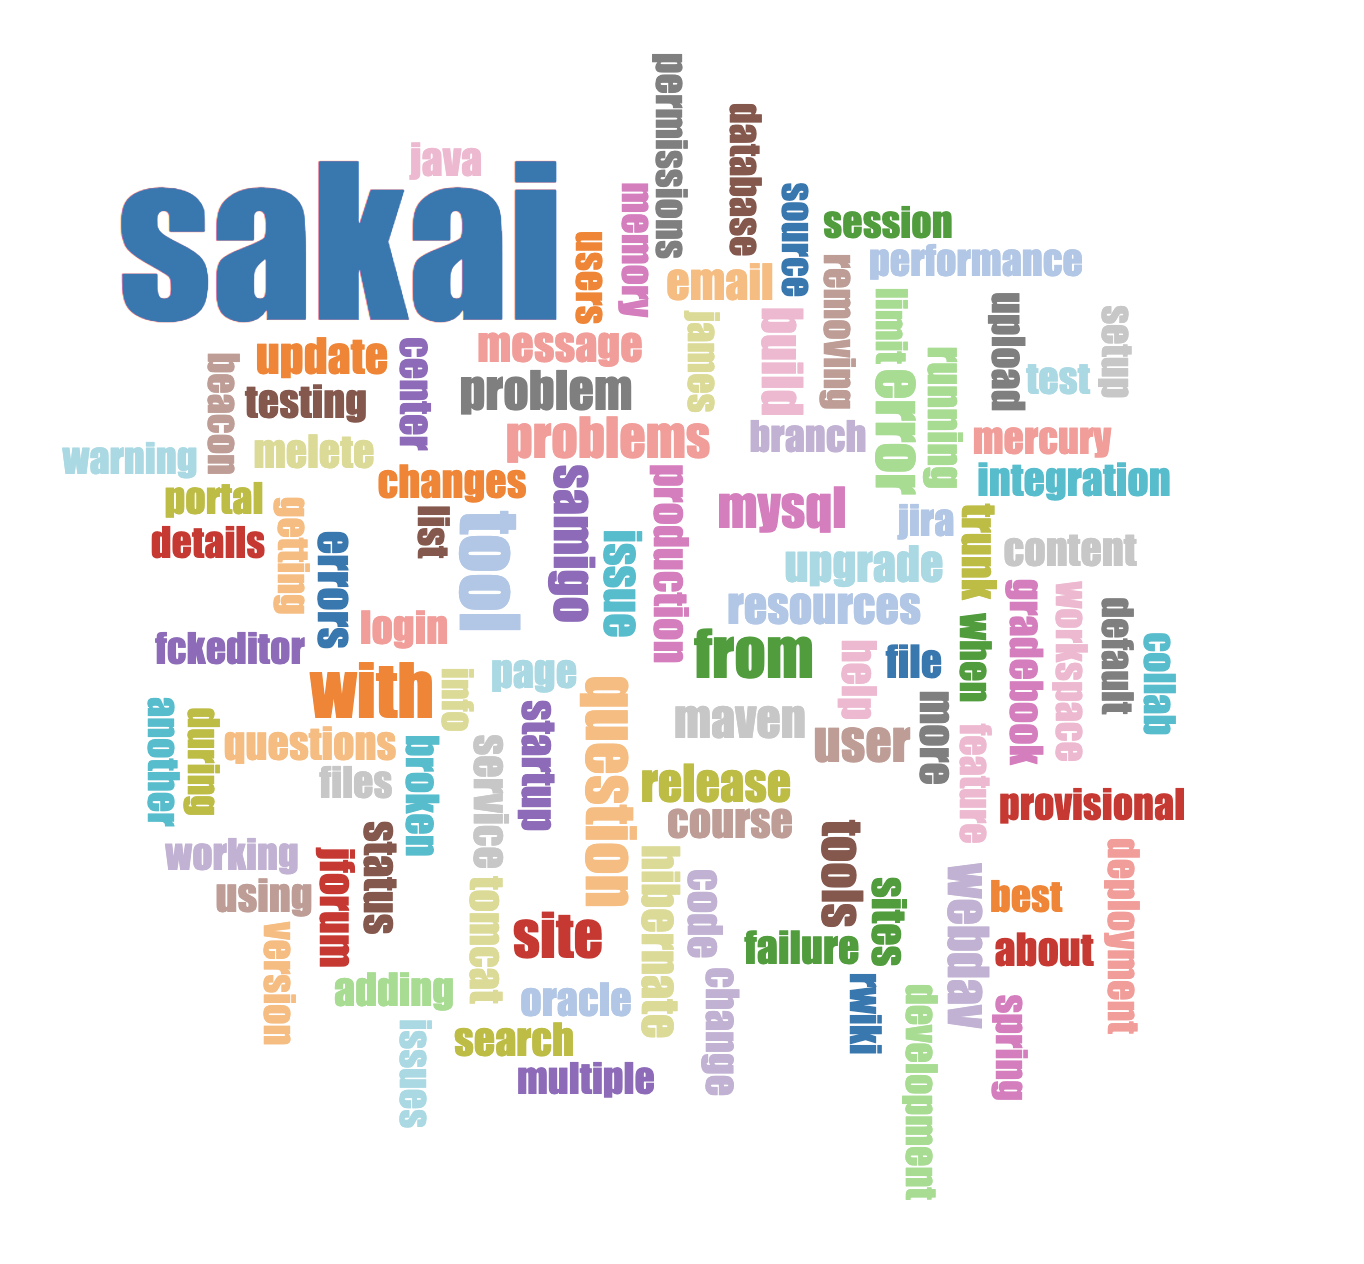 permissions
database
java
sakai
users
memory
source
session
performance
email
removing
limit
upload
setup
james
build
message
update
center
beacon
testing
problem
error
running
test
problems
branch
mercury
warning
melete
changes
samigo
production
mysql
integration
portal
getting
list
tool
jira
trunk
details
errors
issue
upgrade
content
resources
gradebook
workspace
default
login
fckeditor
from
help
file
when
collab
with
info
page
question
more
another
during
questions
startup
maven
user
feature
files
broken
service
release
provisional
course
tools
working
status
jforum
hibernate
code
sites
webdav
best
deployment
using
tomcat
site
failure
about
version
adding
oracle
change
rwiki
development
spring
issues
search
multiple